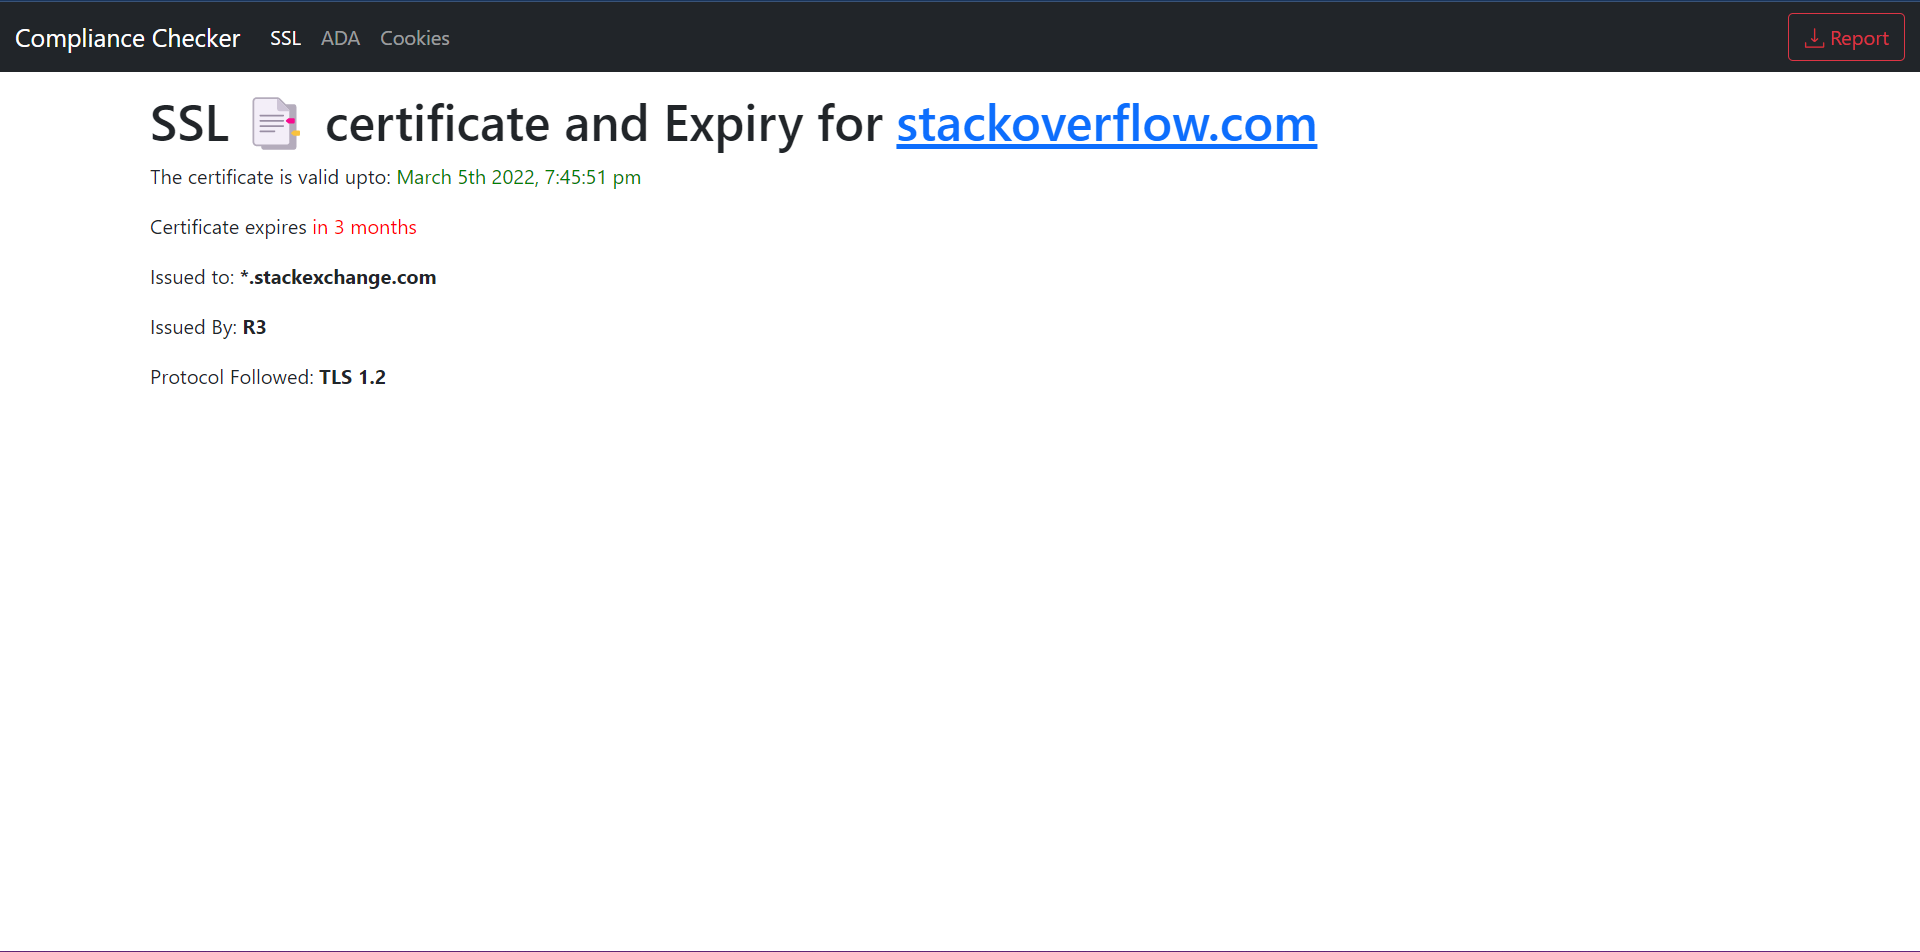 Compliance Checker SSL ADA Cookies Report
SSL 📑 certificate and Expiry for stackoverflow.com
The certificate is valid upto: March 5th 2022, 7:45:51 pm
Certificate expires in 3 months
Issued to: *.stackexchange.com
Issued By: R3
Protocol Followed: TLS 1.2